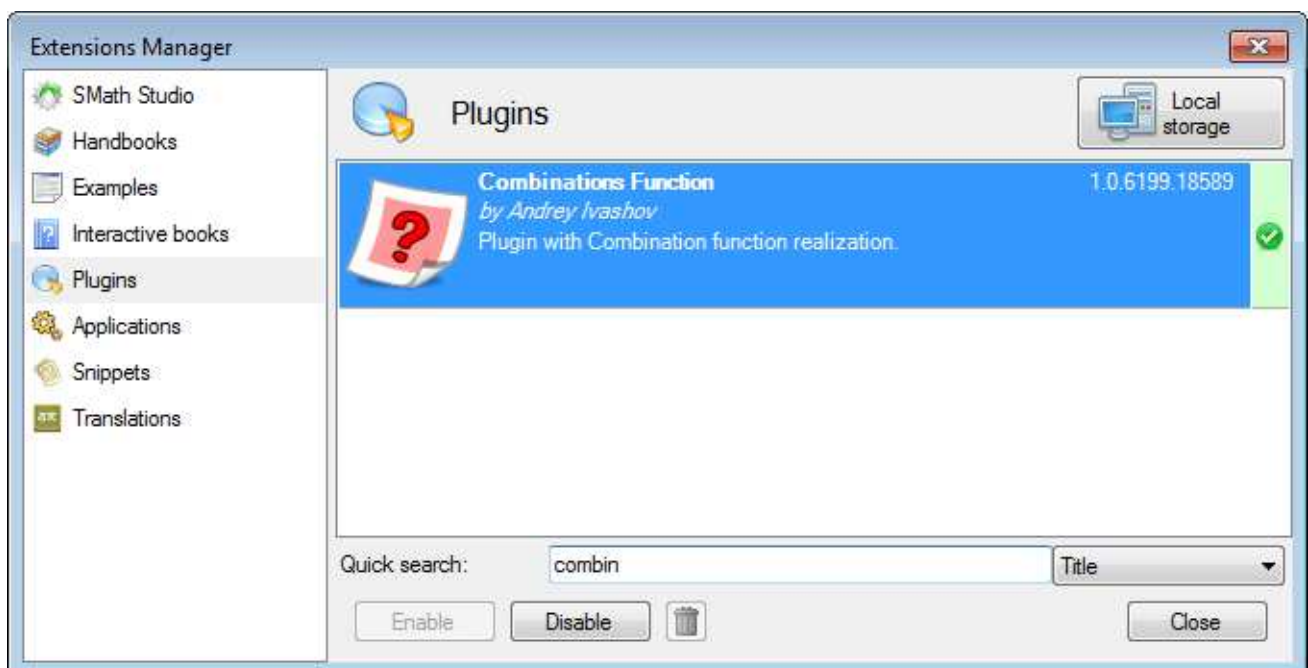 Extensions Manager
SMath Studio
Handbooks
Examples
Interactive books
Plugins
Applications
Snippets
Translations
Plugins
Local
storage
Combinations Function
1.0.6199.18589
by Andrey Ivashov
Plugin with Combination function realization.
Quick search:
combin
Title
Enable
Disable
Close